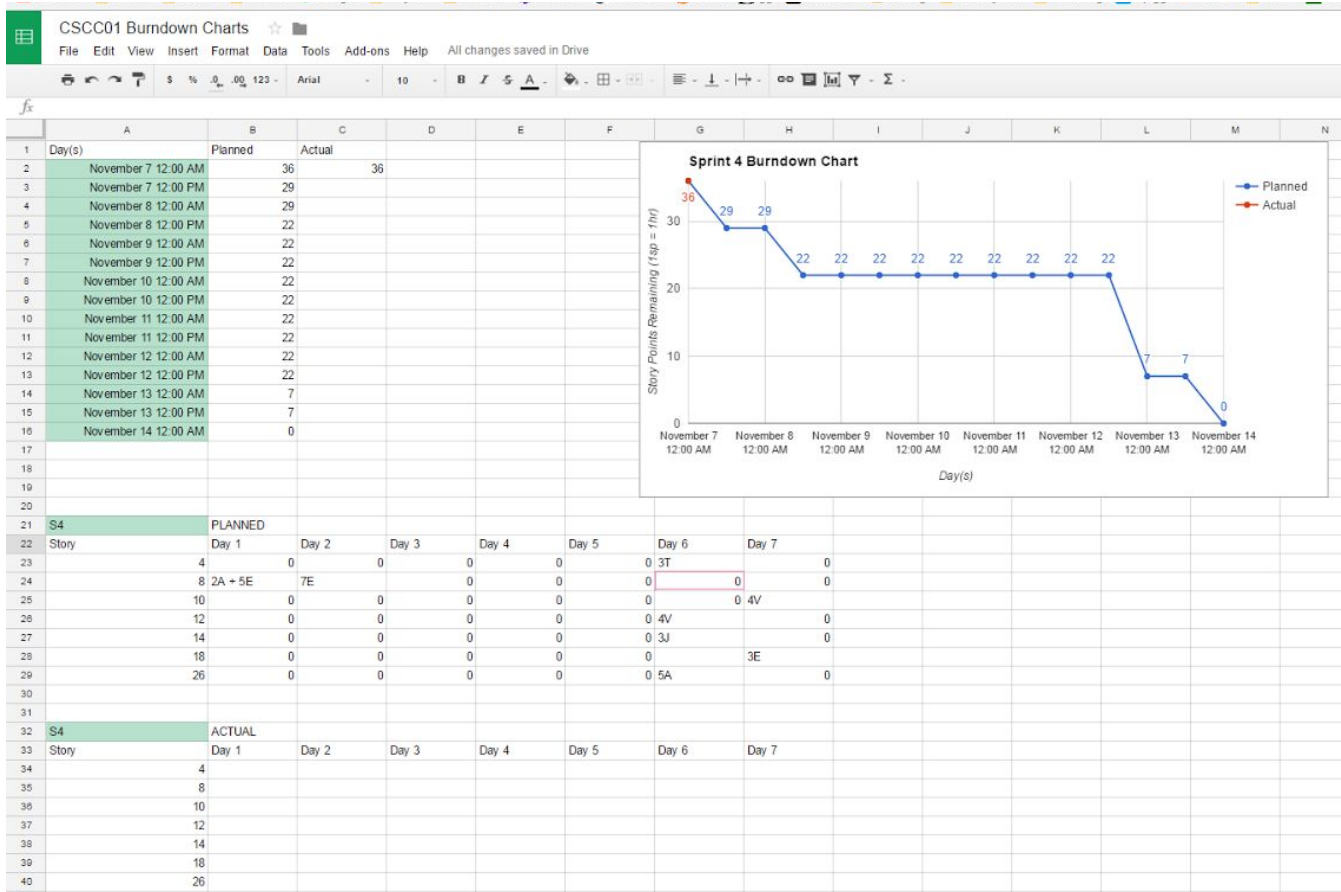 CSCC01 Burndown Charts
File Edit View Insert Format Data Tools Add-ons Help All changes saved in Drive
$ % .0 .00 123 Arial 10 B I S A Σ
fx
A B C D E F G H I J K L M N
1 Day(s) Planned Actual
2 November 7 12:00 AM 36 36
3 November 7 12:00 PM 29
4 November 8 12:00 AM 29
5 November 8 12:00 PM 22
6 November 9 12:00 AM 22
7 November 9 12:00 PM 22
8 November 10 12:00 AM 22
9 November 10 12:00 PM 22
10 November 11 12:00 AM 22
11 November 11 12:00 PM 22
12 November 12 12:00 AM 22
13 November 12 12:00 PM 22
14 November 13 12:00 AM 7
15 November 13 12:00 PM 7
16 November 14 12:00 AM 0
17
18
19
20
Sprint 4 Burndown Chart
Planned
Actual
Story Points Remaining (1sp = 1hr)
30
20
10
0
36 29 29 22 22 22 22 22 22 22 22 22 7 7 0
November 7 November 8 November 9 November 10 November 11 November 12 November 13 November 14
12:00 AM 12:00 AM 12:00 AM 12:00 AM 12:00 AM 12:00 AM 12:00 AM 12:00 AM
Day(s)
21 S4 PLANNED
22 Story Day 1 Day 2 Day 3 Day 4 Day 5 Day 6 Day 7
23 4 0 0 0 0 0 3T 0
24 8 2A + 5E 7E 0 0 0 0 0
25 10 0 0 0 0 0 0 4V
26 12 0 0 0 0 0 4V 0
27 14 0 0 0 0 0 3J 0
28 18 0 0 0 0 0 3E
29 26 0 0 0 0 0 5A 0
30
31
32 S4 ACTUAL
33 Story Day 1 Day 2 Day 3 Day 4 Day 5 Day 6 Day 7
34 4
35 8
36 10
37 12
38 14
39 18
40 26